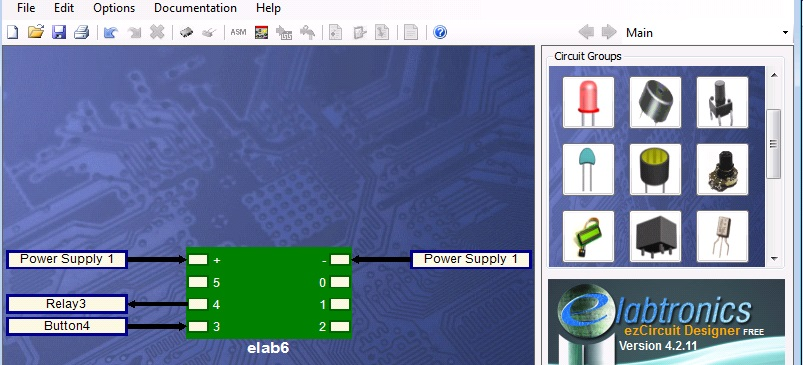 File Edit Options Documentation Help
ASM
Main
Circuit Groups
Power Supply 1
+ -
Power Supply 1
5 0
Relay3
4 1
Button4
3 2
elab6
elabtronics
ezCircuit Designer FREE
Version 4.2.11